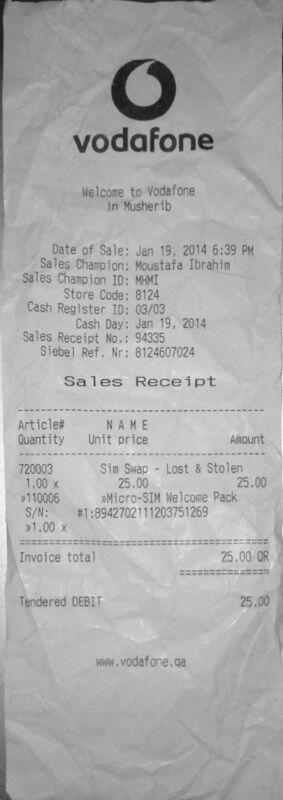 vodafone
Welcome to Vodafone
in Musherib
Date of Sale: Jan 19, 2014 6:39 PM
Sales Champion: Moustafa Ibrahim
Sales Champion ID: MHMI
Store Code: 8124
Cash Register ID: 03/03
Cash Day: Jan 19, 2014
Sales Receipt No.: 94335
Siebel Ref. Nr: 8124607024
Sales Receipt
Article# N A M E
Quantity Unit price Amount
720003 Sim Swap - Lost & Stolen
1.00 x 25.00 25.00
»110006 »Micro-SIM Welcome Pack
S/N: #1:8942702111203751269
»1.00 x
Invoice total 25.00 QR
Tendered DEBIT 25.00
www.vodafone.qa